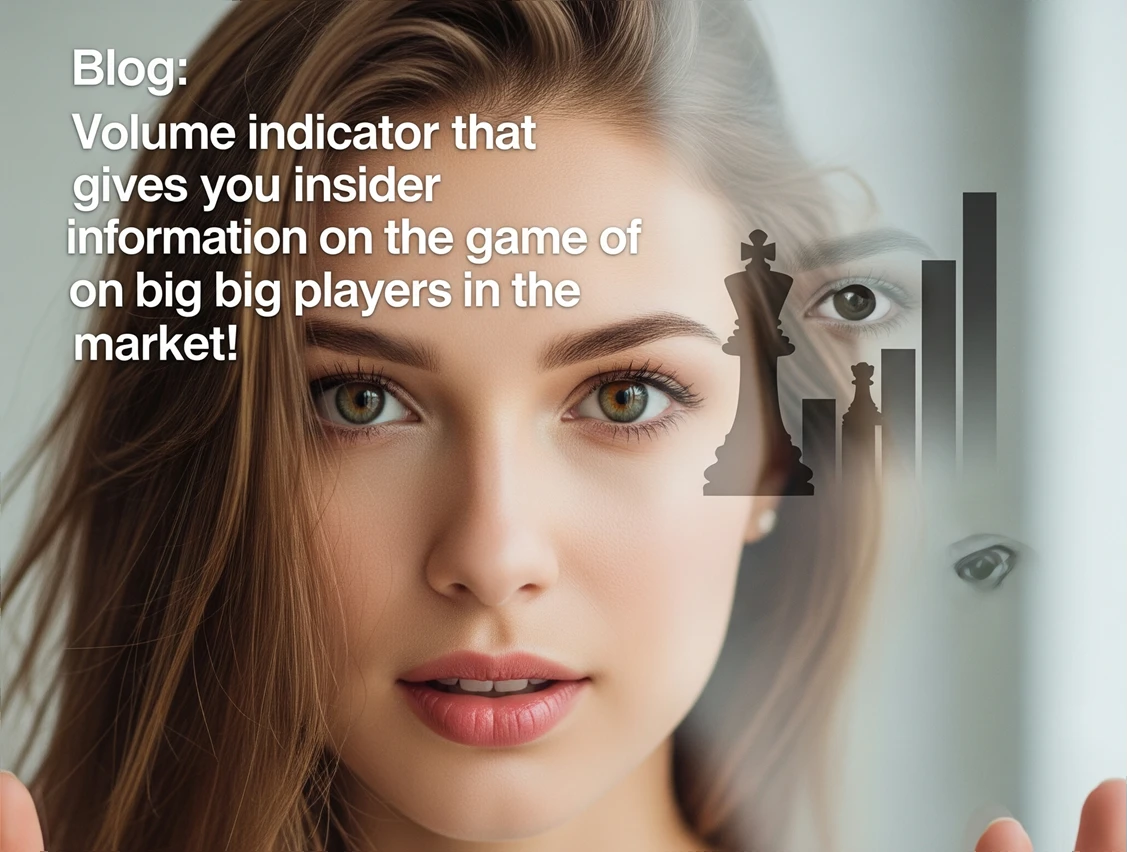 Blog:
Volume indicator that
gives you insider
information on the game of
on big big players in the
market!